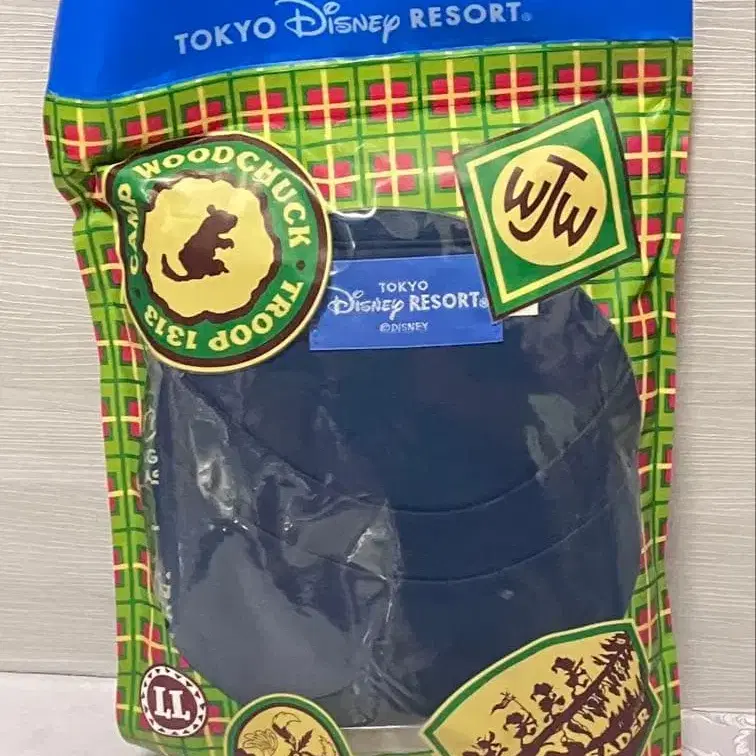 TOKYO Disney RESORT®
CAMP WOODCHUCK • TROOP 1313 •
WJW
TOKYO
Disney RESORT®
©DISNEY
LL